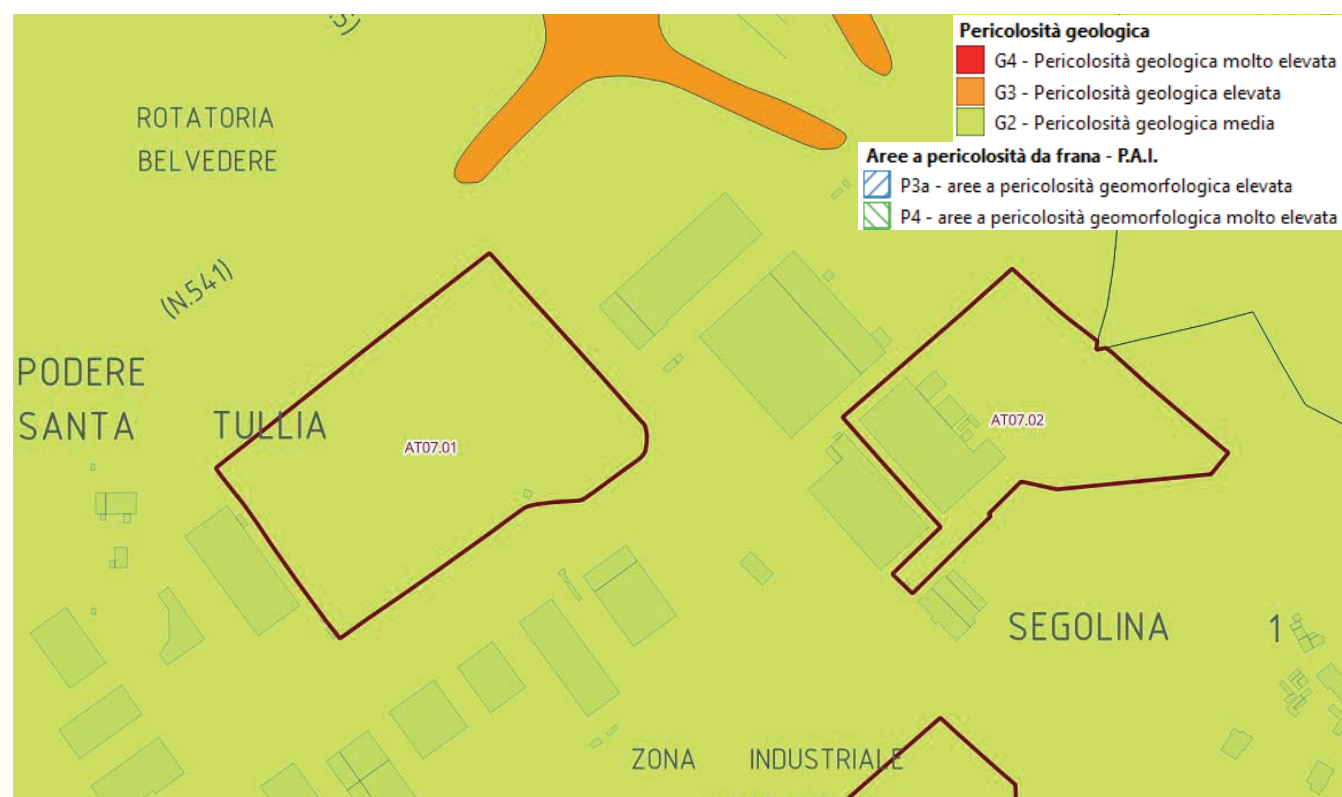 Pericolosità geologica
G4 - Pericolosità geologica molto elevata
G3 - Pericolosità geologica elevata
G2 - Pericolosità geologica media
Aree a pericolosità da frana - P.A.I.
P3a - aree a pericolosità geomorfologica elevata
P4 - aree a pericolosità geomorfologica molto elevata
ROTATORIA
BELVEDERE
(N.541)
PODERE
SANTA TULLIA
AT07.01
AT07.02
SEGOLINA 1
ZONA INDUSTRIALE